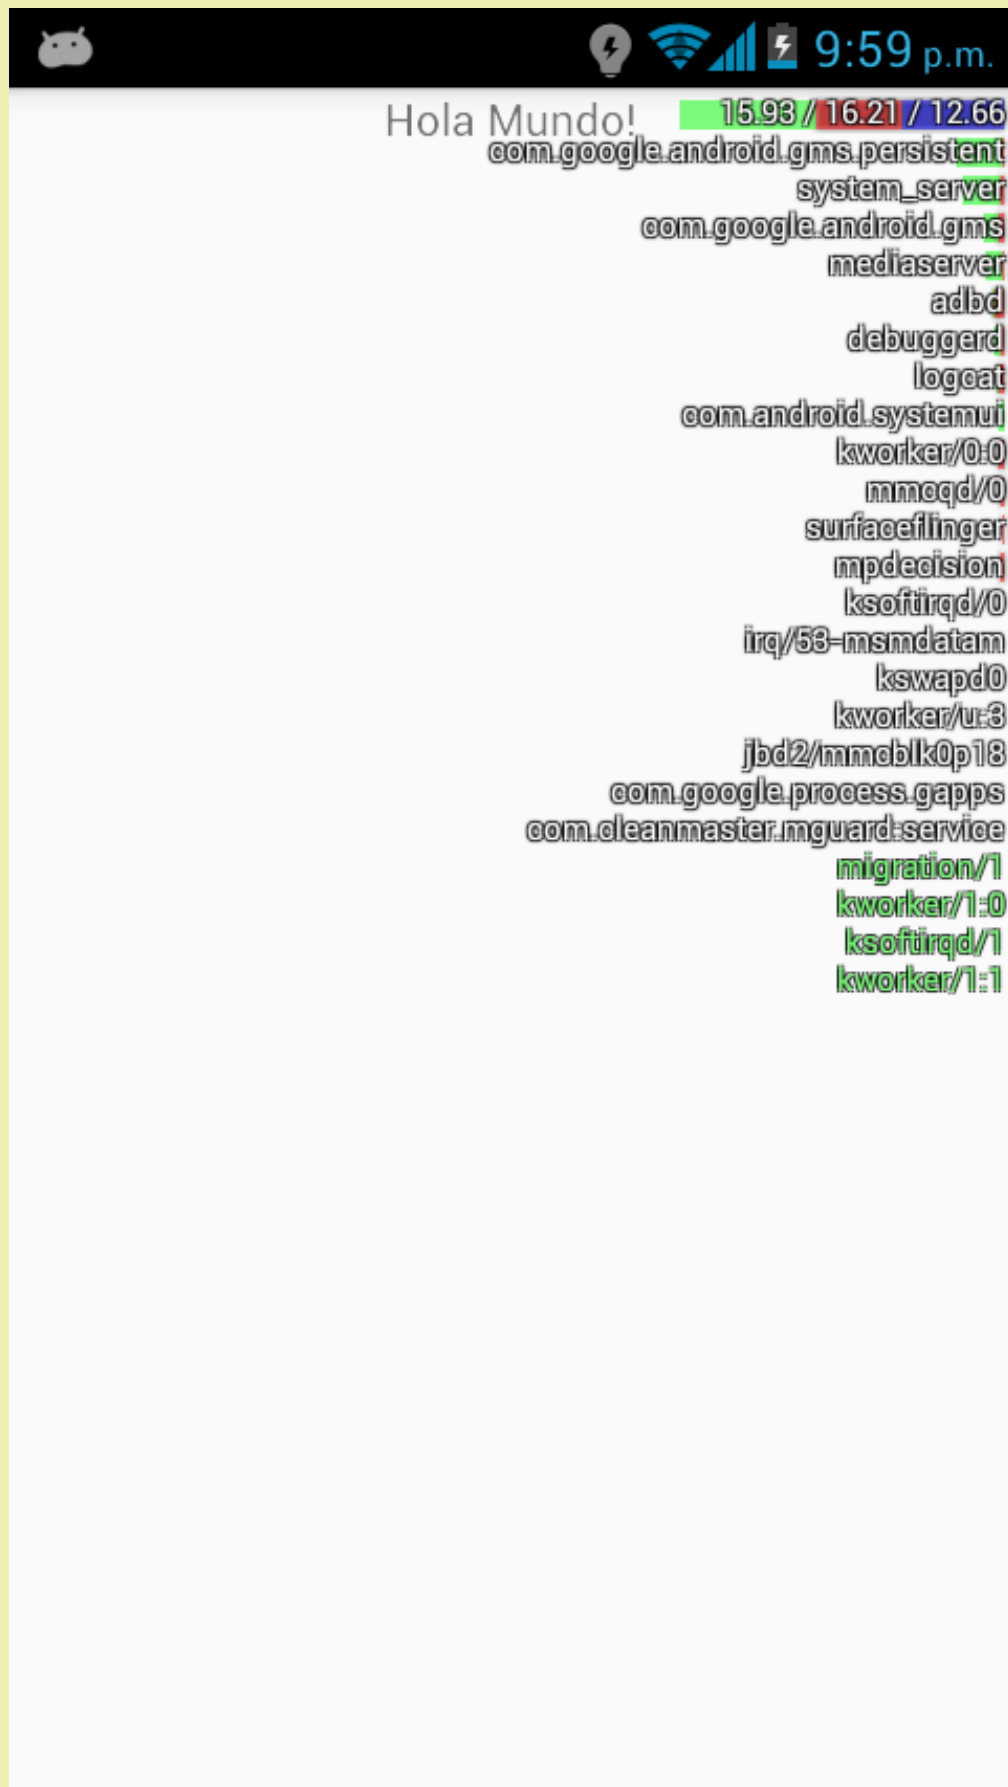 9:59 p.m.
Hola Mundo!
15.93 / 16.21 / 12.66
com.google.android.gms.persistent
system_server
com.google.android.gms
mediaserver
adbd
debuggerd
logcat
com.android.systemui
kworker/0:0
mmcqd/0
surfaceflinger
mpdecision
ksoftirqd/0
irq/53-msmdatam
kswapd0
kworker/u:3
jbd2/mmcblk0p18
com.google.process.gapps
com.cleanmaster.mguard:service
migration/1
kworker/1:0
ksoftirqd/1
kworker/1:1